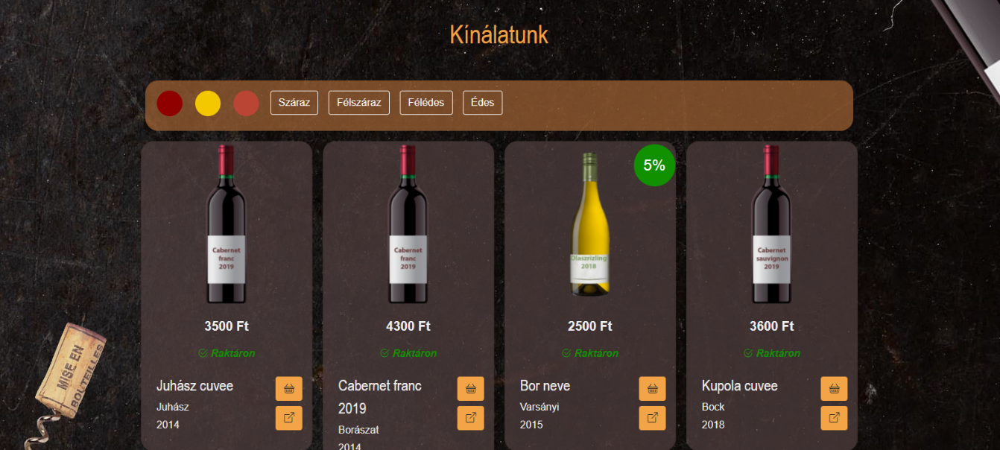 Kínálatunk
Száraz
Félszáraz
Félédes
Édes
5%
Cabernet
franc
2019
Cabernet
franc
2019
Olaszrizling
2018
Cabernet
sauvignon
2019
3500 Ft
4300 Ft
2500 Ft
3600 Ft
Raktáron
Raktáron
Raktáron
Raktáron
MISE EN
BOUTEILLES
Juhász cuvee
Juhász
2014
Cabernet franc
2019
Borászat
2014
Bor neve
Varsányi
2015
Kupola cuvee
Bock
2018